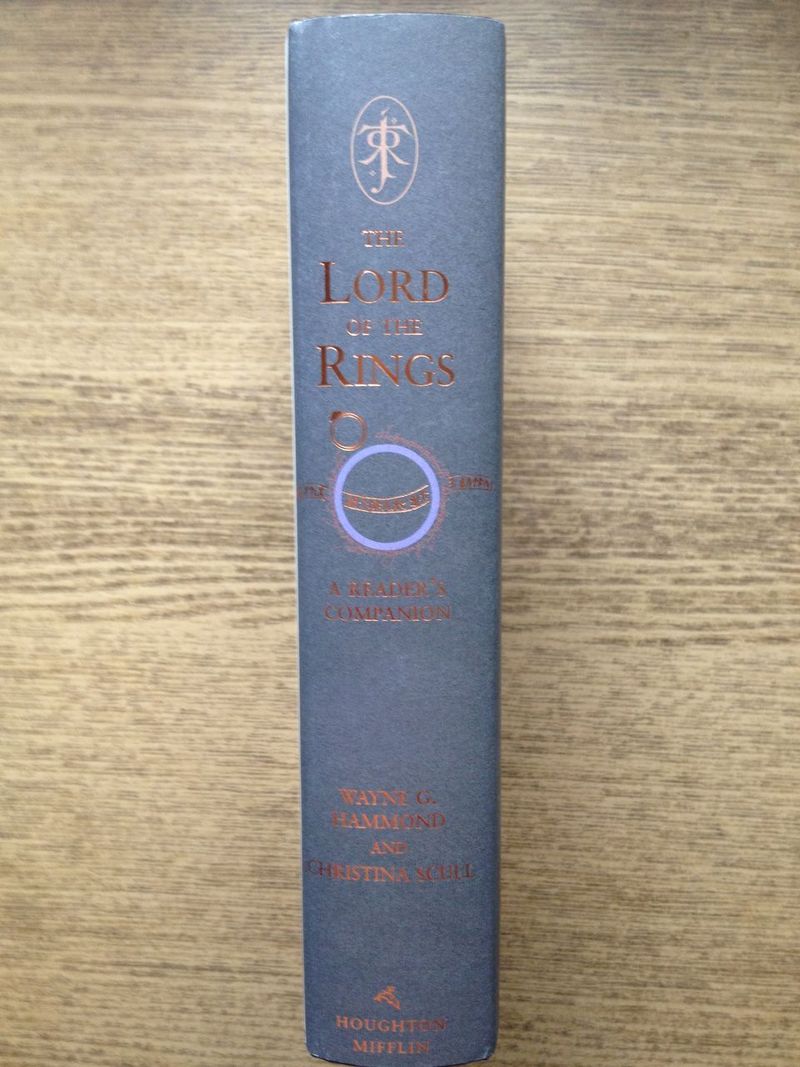 THE
LORD
OF THE
RINGS
A READER'S
COMPANION
WAYNE G.
HAMMOND
AND
CHRISTINA SCULL
HOUGHTON
MIFFLIN